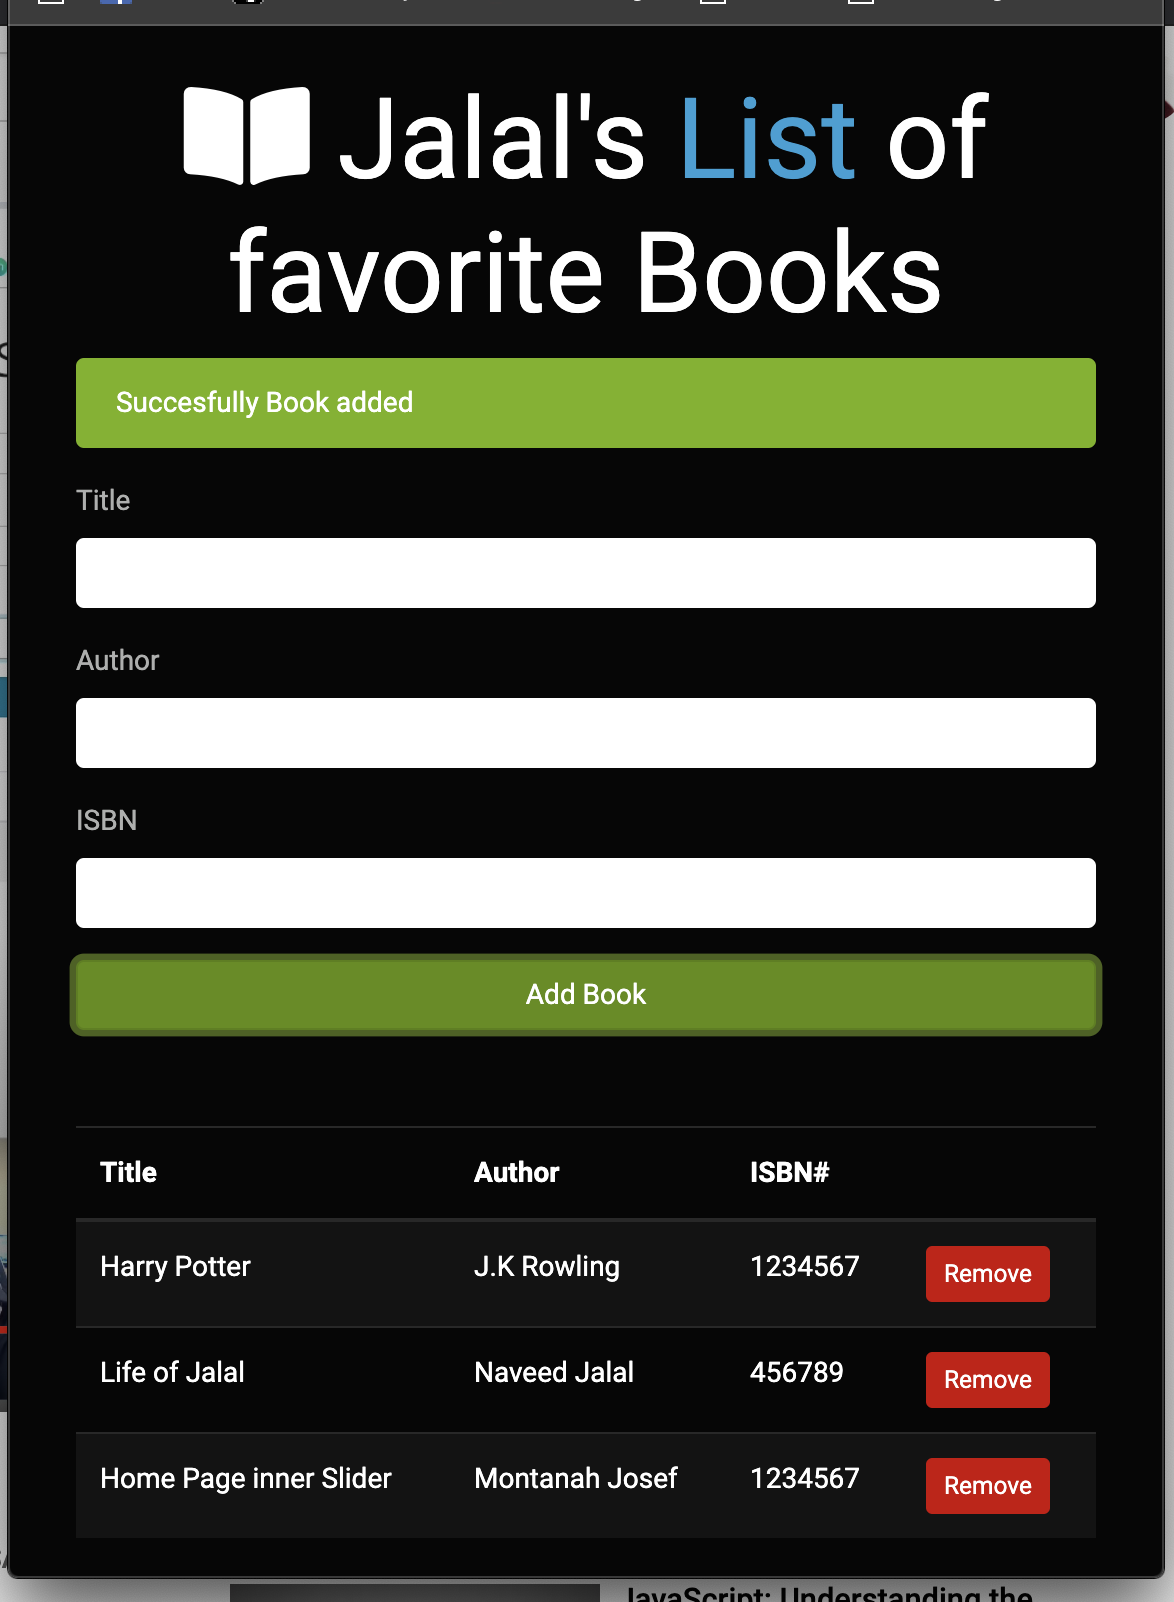 Jalal's List of
favorite Books
Succesfully Book added
Title
Author
ISBN
Add Book
Title Author ISBN#
Harry Potter J.K Rowling 1234567 Remove
Life of Jalal Naveed Jalal 456789 Remove
Home Page inner Slider Montanah Josef 1234567 Remove
JavaScript: Understanding the